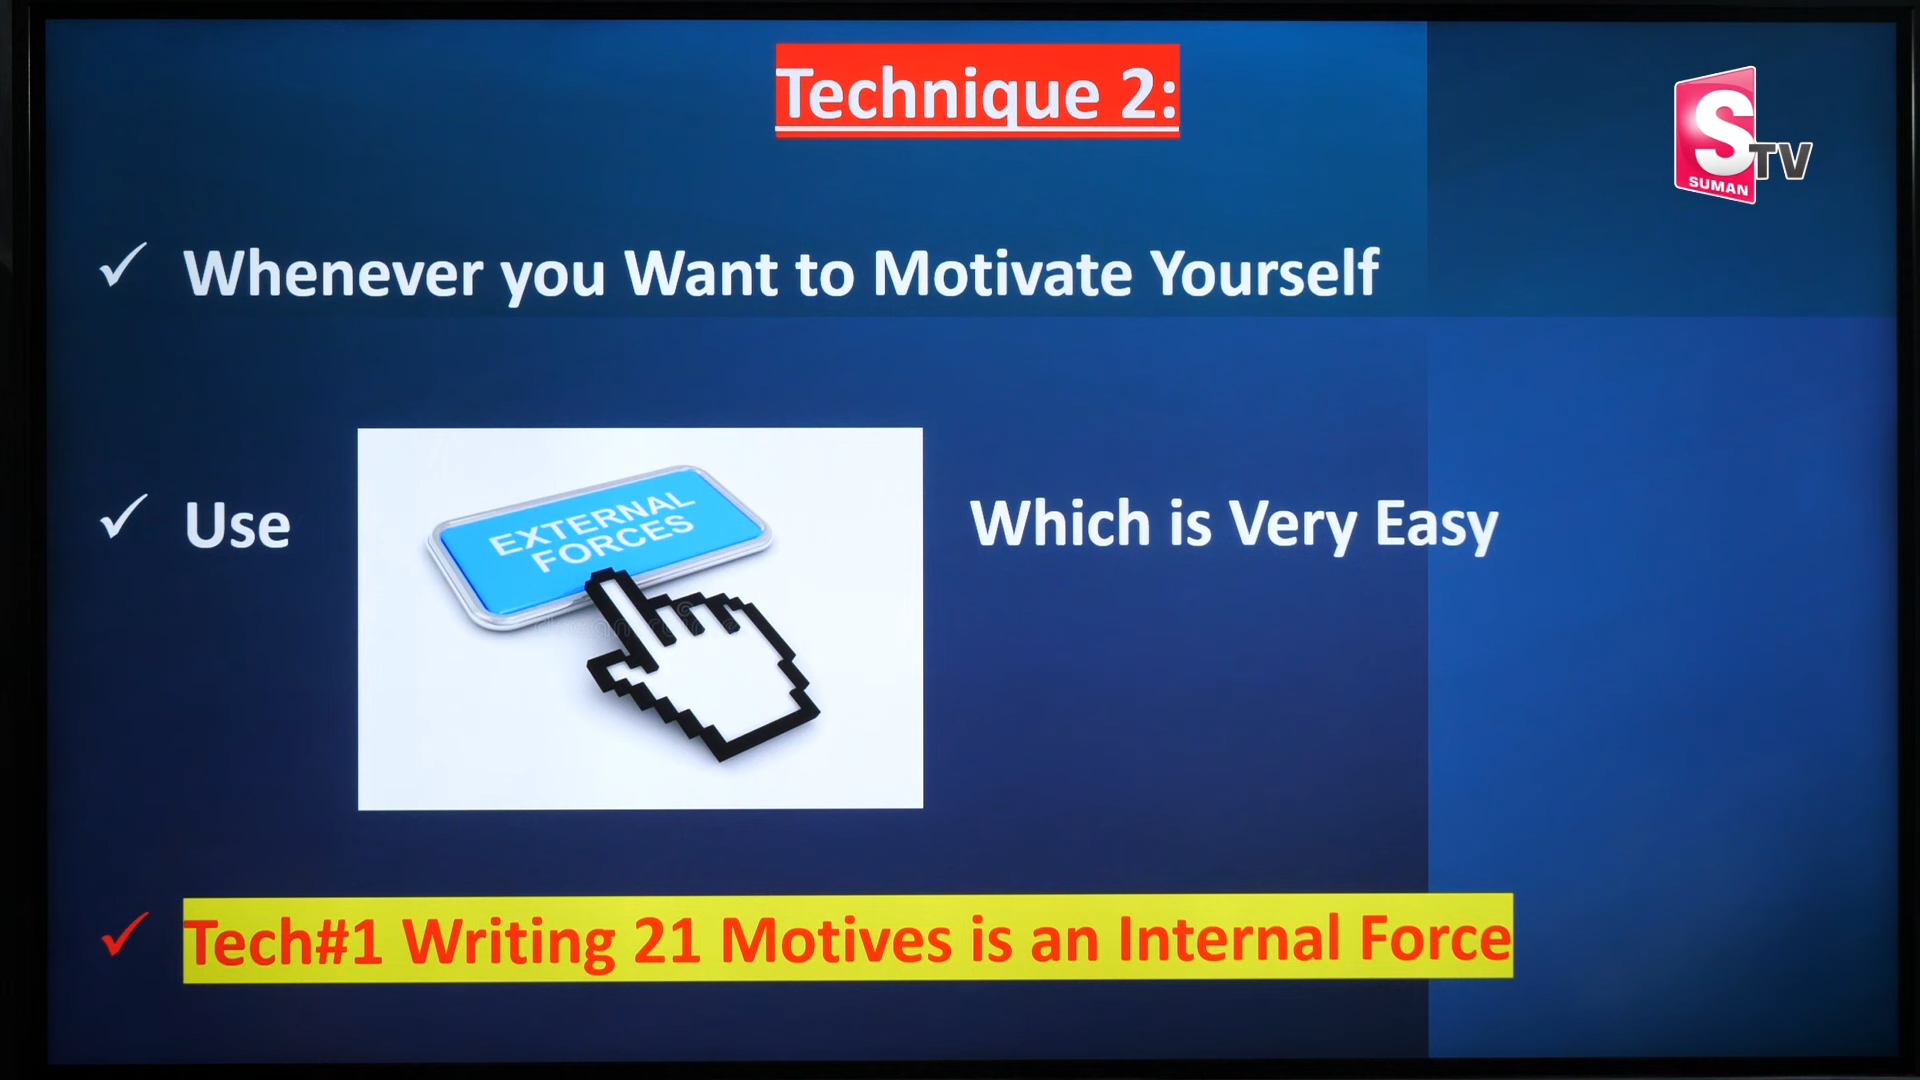 Technique 2:
S
TV
SUMAN
✓ Whenever you Want to Motivate Yourself
✓ Use
EXTERNAL
FORCES
Which is Very Easy
✓ Tech#1 Writing 21 Motives is an Internal Force